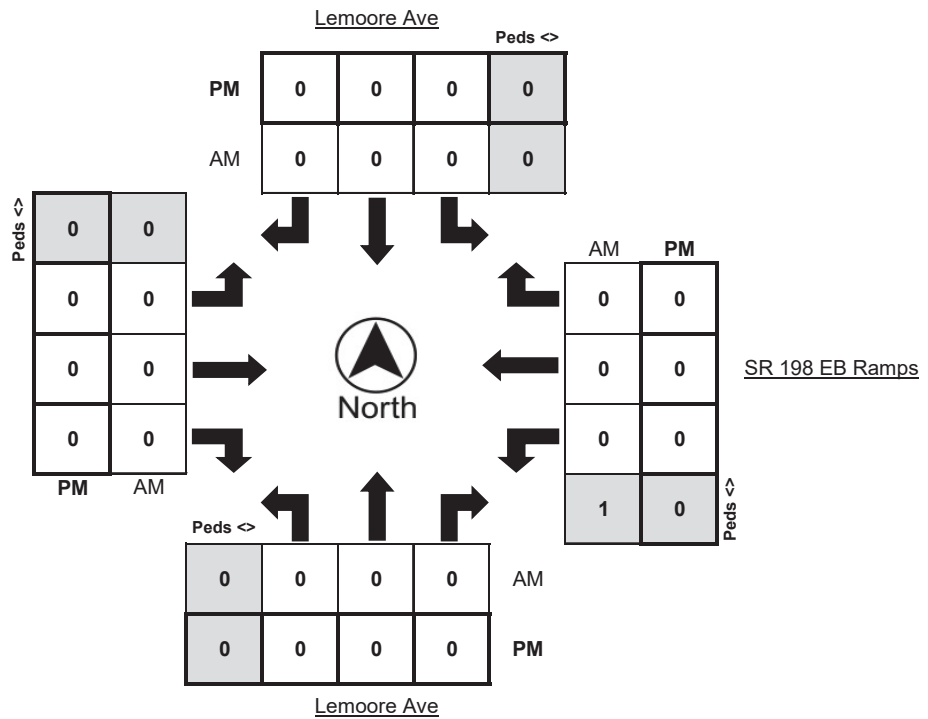 Lemoore Ave
Peds <>
PM 0 0 0 0
AM 0 0 0 0
Peds <>
0 0
AM PM
0 0
0 0
0 0
0 0
SR 198 EB Ramps
North
0 0
0 0
PM AM
1 0
Peds <>
Peds <>
0 0 0 0 AM
0 0 0 0 PM
Lemoore Ave